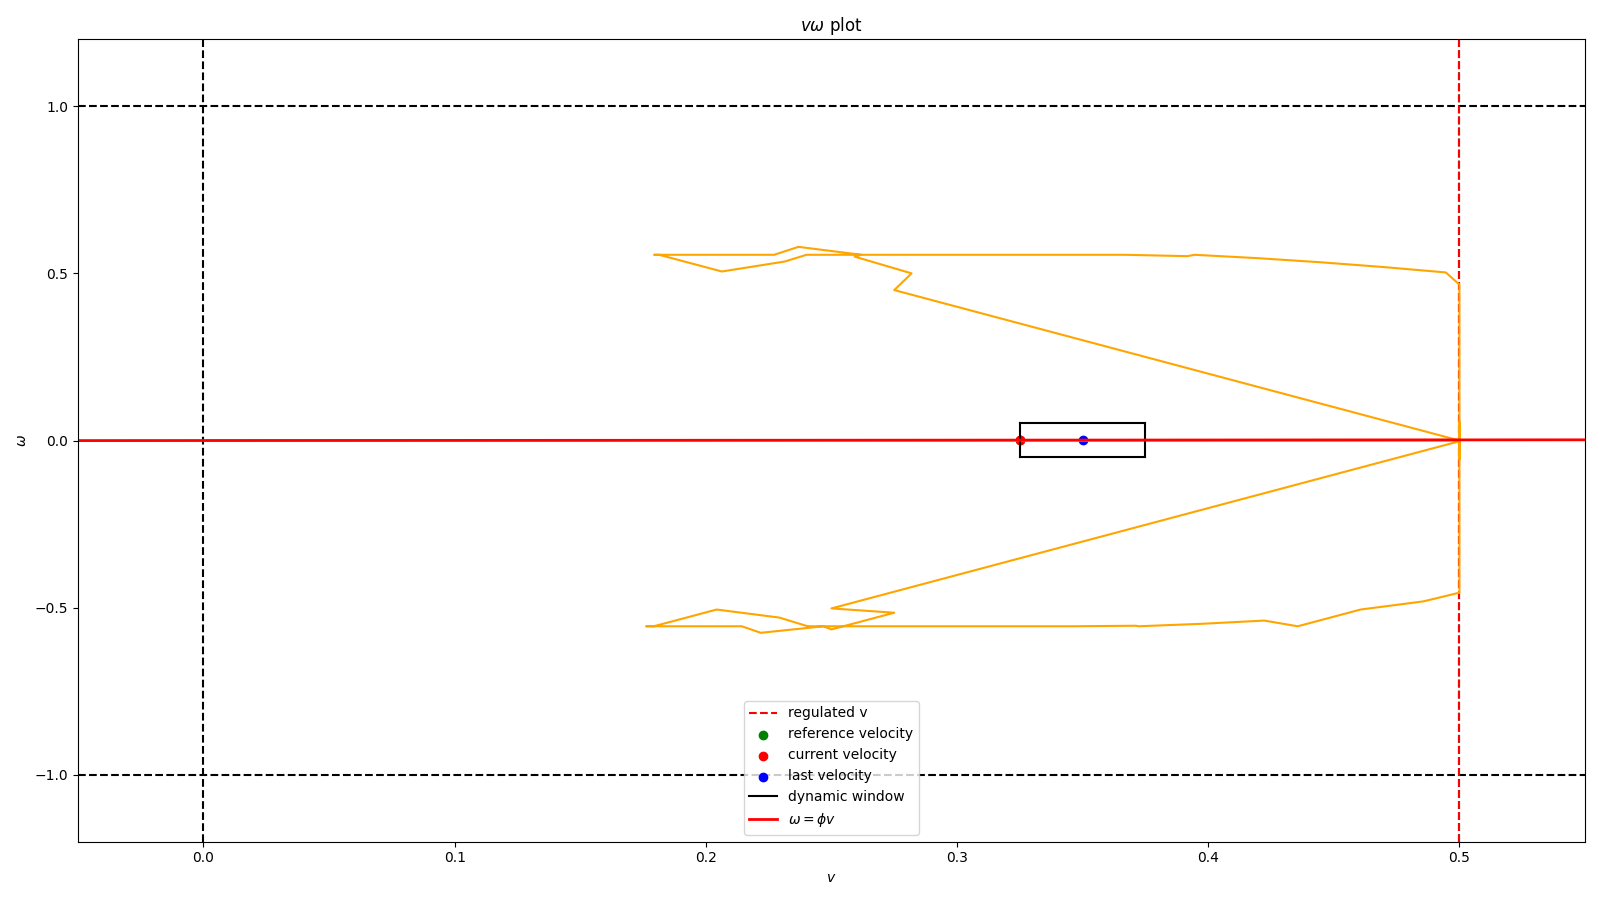 vω plot
1.0
0.5
0.0
−0.5
−1.0
ω
regulated v
reference velocity
current velocity
last velocity
dynamic window
ω = ϕv
0.0 0.1 0.2 0.3 0.4 0.5
v